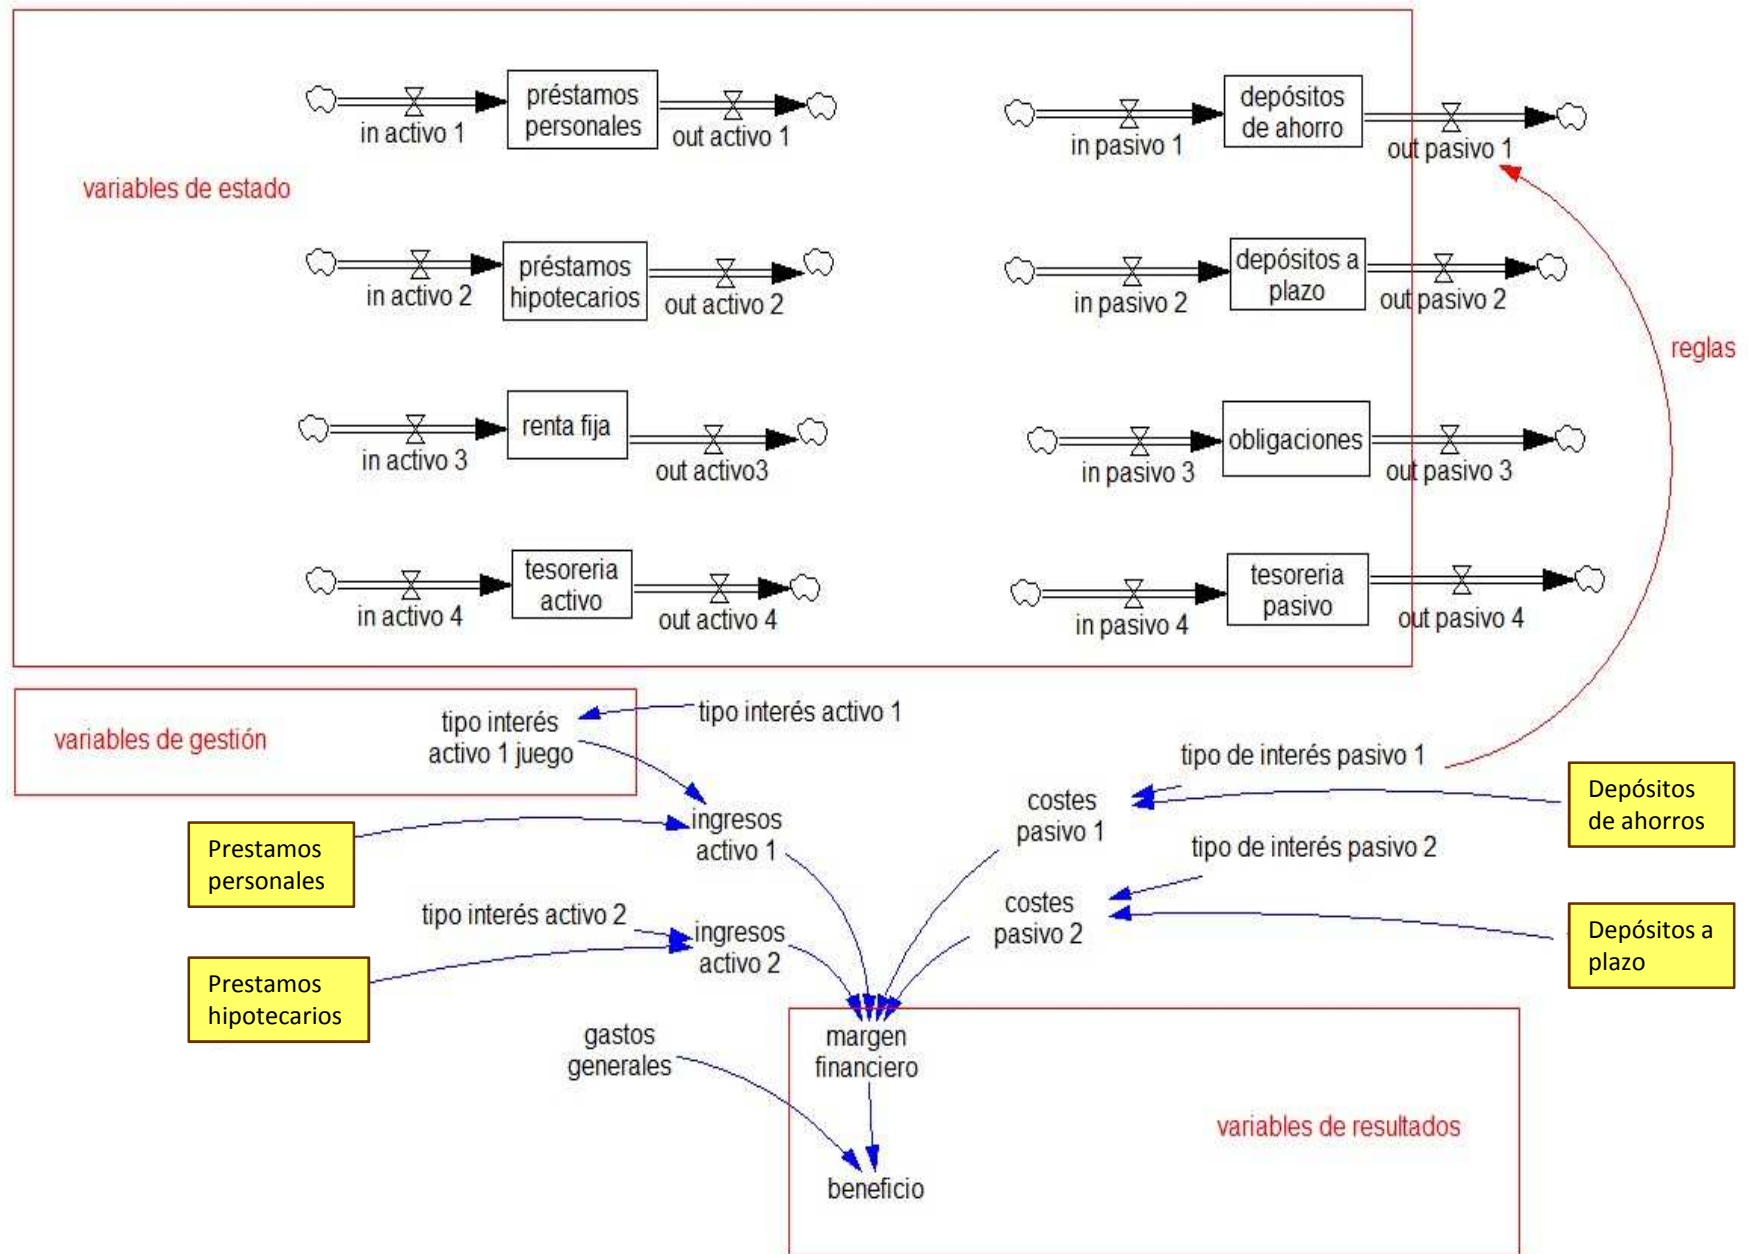 préstamos
personales
in activo 1
out activo 1
depósitos
de ahorro
in pasivo 1
out pasivo 1
variables de estado
préstamos
hipotecarios
in activo 2
out activo 2
depósitos a
plazo
in pasivo 2
out pasivo 2
reglas
renta fija
in activo 3
out activo3
obligaciones
in pasivo 3
out pasivo 3
tesoreria
activo
in activo 4
out activo 4
tesoreria
pasivo
in pasivo 4
out pasivo 4
variables de gestión
tipo interés
activo 1 juego
tipo interés activo 1
tipo de interés pasivo 1
Depósitos
de ahorros
costes
pasivo 1
ingresos
activo 1
Prestamos
personales
tipo de interés pasivo 2
tipo interés activo 2
ingresos
activo 2
costes
pasivo 2
Depósitos a
plazo
Prestamos
hipotecarios
gastos
generales
margen
financiero
variables de resultados
beneficio